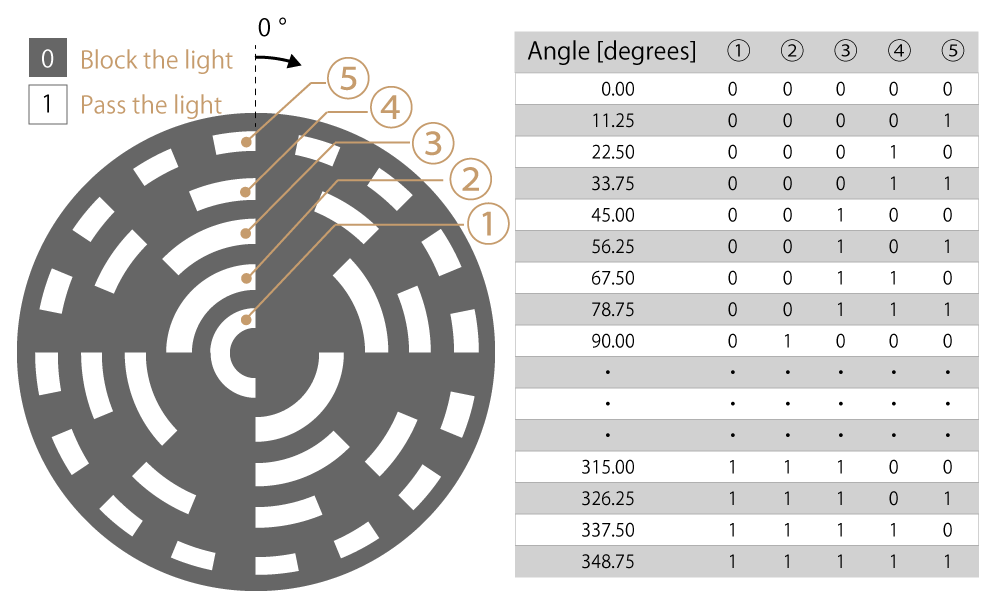 0 °
0 Block the light
1 Pass the light
⑤
④
③
②
①
Angle [degrees] ① ② ③ ④ ⑤
0.00 0 0 0 0 0
11.25 0 0 0 0 1
22.50 0 0 0 1 0
33.75 0 0 0 1 1
45.00 0 0 1 0 0
56.25 0 0 1 0 1
67.50 0 0 1 1 0
78.75 0 0 1 1 1
90.00 0 1 0 0 0
· · · · · ·
· · · · · ·
· · · · · ·
315.00 1 1 1 0 0
326.25 1 1 1 0 1
337.50 1 1 1 1 0
348.75 1 1 1 1 1